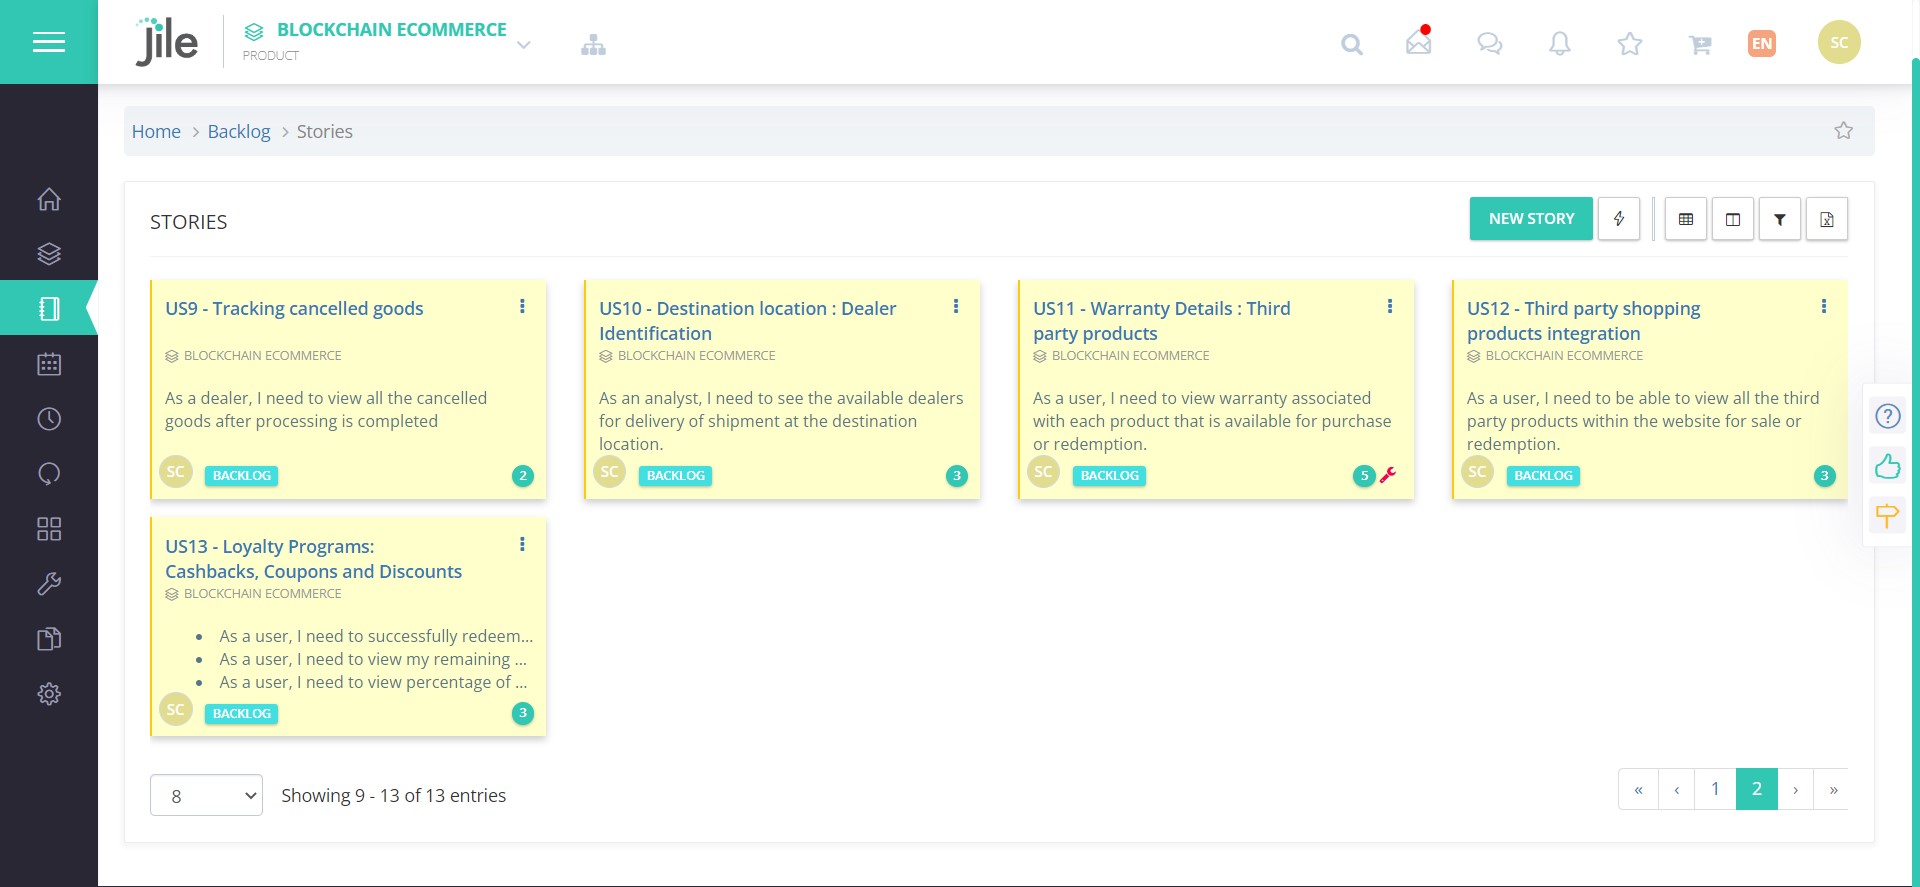 Jile
BLOCKCHAIN ECOMMERCE
PRODUCT
EN
SC
Home > Backlog > Stories
STORIES
NEW STORY
US9 - Tracking cancelled goods
BLOCKCHAIN ECOMMERCE
As a dealer, I need to view all the cancelled
goods after processing is completed
SC
BACKLOG
2
US10 - Destination location : Dealer
Identification
BLOCKCHAIN ECOMMERCE
As an analyst, I need to see the available dealers
for delivery of shipment at the destination
location.
SC
BACKLOG
3
US11 - Warranty Details : Third
party products
BLOCKCHAIN ECOMMERCE
As a user, I need to view warranty associated
with each product that is available for purchase
or redemption.
SC
BACKLOG
5
US12 - Third party shopping
products integration
BLOCKCHAIN ECOMMERCE
As a user, I need to be able to view all the third
party products within the website for sale or
redemption.
SC
BACKLOG
3
US13 - Loyalty Programs:
Cashbacks, Coupons and Discounts
BLOCKCHAIN ECOMMERCE
• As a user, I need to successfully redeem...
• As a user, I need to view my remaining ...
• As a user, I need to view percentage of ...
SC
BACKLOG
3
8
Showing 9 - 13 of 13 entries
« ‹ 1 2 › »